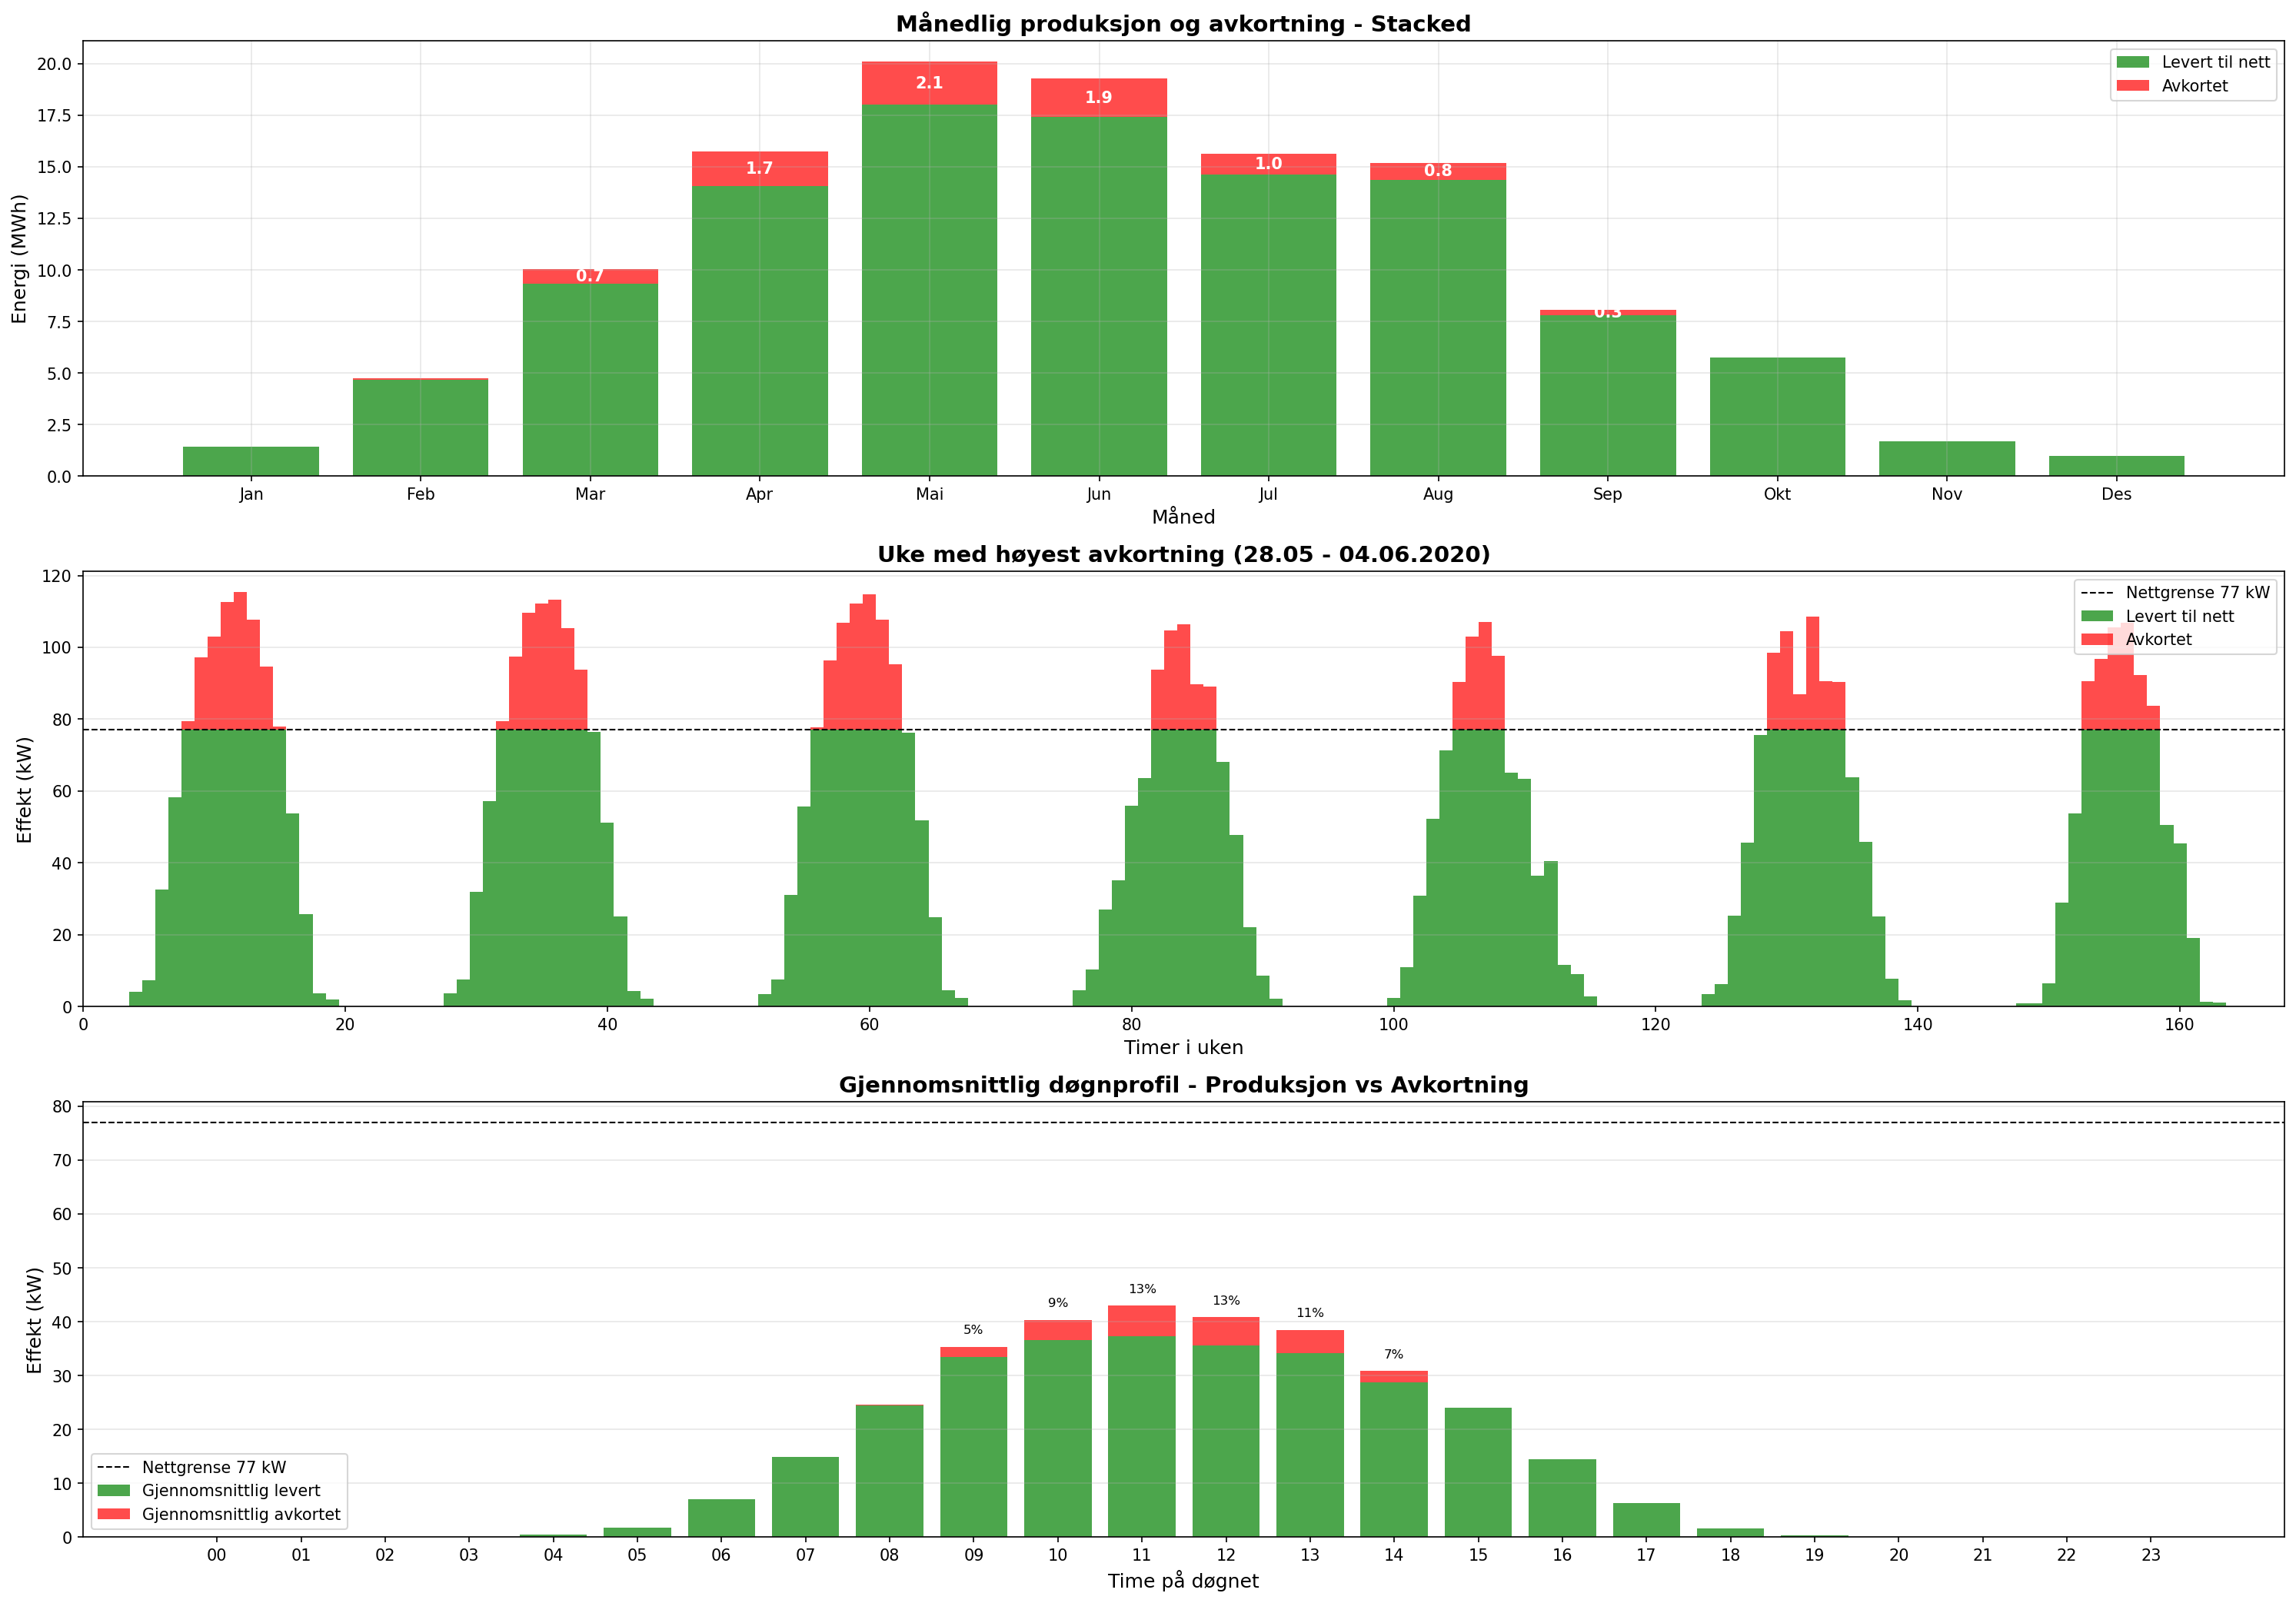 Månedlig produksjon og avkortning - Stacked
Energi (MWh)
20.0
17.5
15.0
12.5
10.0
7.5
5.0
2.5
0.0
0.7
1.7
2.1
1.9
1.0
0.8
0.3
Levert til nett
Avkortet
Jan Feb Mar Apr Mai Jun Jul Aug Sep Okt Nov Des
Måned
Uke med høyest avkortning (28.05 - 04.06.2020)
Effekt (kW)
120
100
80
60
40
20
0
Nettgrense 77 kW
Levert til nett
Avkortet
0 20 40 60 80 100 120 140 160
Timer i uken
Gjennomsnittlig døgnprofil - Produksjon vs Avkortning
Effekt (kW)
80
70
60
50
40
30
20
10
0
5%
9%
13%
13%
11%
7%
Nettgrense 77 kW
Gjennomsnittlig levert
Gjennomsnittlig avkortet
00 01 02 03 04 05 06 07 08 09 10 11 12 13 14 15 16 17 18 19 20 21 22 23
Time på døgnet